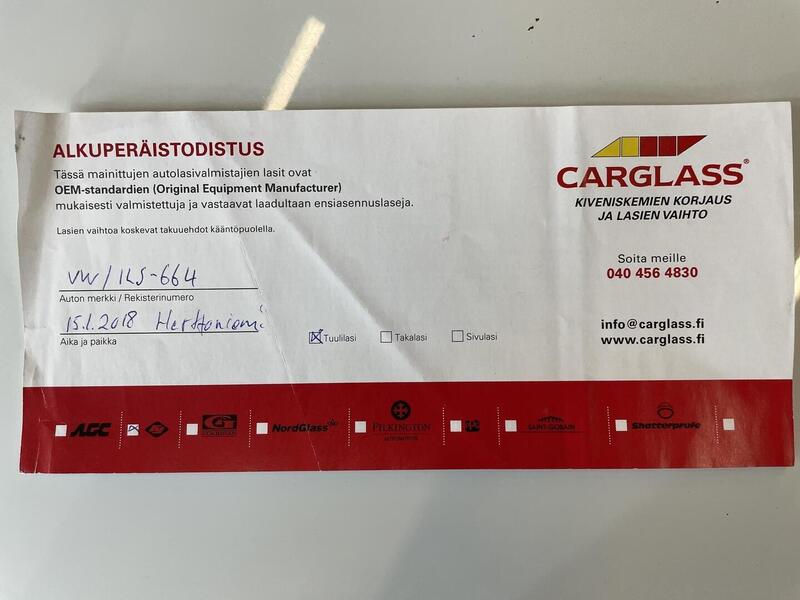 ALKUPERÄISTODISTUS
Tässä mainittujen autolasivalmistajien lasit ovat
OEM-standardien (Original Equipment Manufacturer)
mukaisesti valmistettuja ja vastaavat laadultaan ensiasennuslaseja.
Lasien vaihtoa koskevat takuuehdot kääntöpuolella.
CARGLASS®
KIVENISKEMIEN KORJAUS
JA LASIEN VAIHTO
Soita meille
040 456 4830
info@carglass.fi
www.carglass.fi
VW/ILS-664
Auton merkki / Rekisterinumero
15.1.2018 Herttoniemi
Aika ja paikka
Tuulilasi
Takalasi
Sivulasi
AGC
NordGlass
PILKINGTON
AUTOMOTIVE
PPG
SAINT-GOBAIN
Shatterprufe